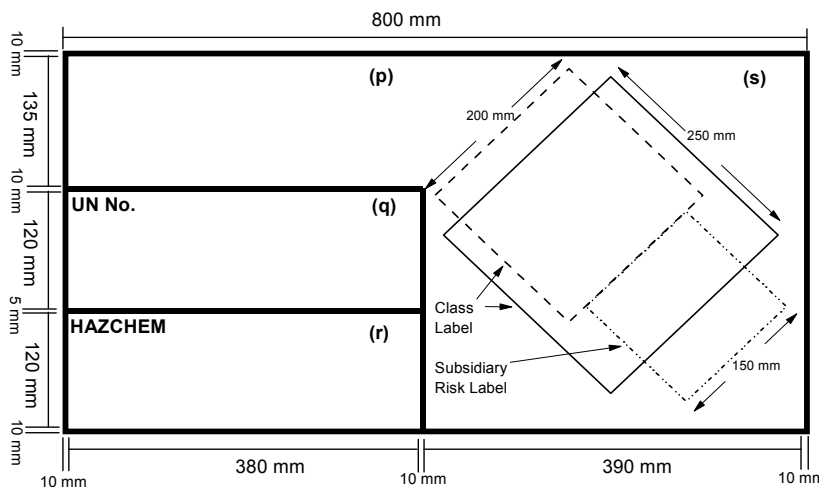 800 mm
10 mm
(p)
(s)
200 mm
250 mm
135 mm
10 mm
UN No.
(q)
120 mm
5 mm
Class
Label
HAZCHEM
(r)
120 mm
Subsidiary
Risk Label
150 mm
10 mm
380 mm
390 mm
10 mm
10 mm
10 mm